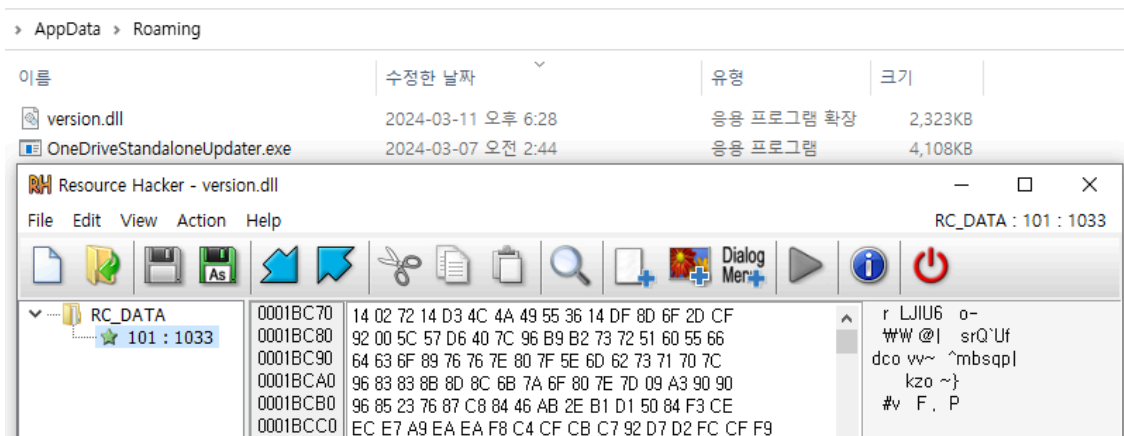 > AppData > Roaming
이름 수정한 날짜 유형 크기
version.dll 2024-03-11 오후 6:28 응용 프로그램 확장 2,323KB
OneDriveStandaloneUpdater.exe 2024-03-07 오전 2:44 응용 프로그램 4,108KB
RH Resource Hacker - version.dll
File Edit View Action Help RC_DATA : 101 : 1033
As Dialog Menu
RC_DATA 0001BC70 14 02 72 14 D3 4C 4A 49 55 36 14 DF 8D 6F 2D CF r LJIU6 o-
101 : 1033 0001BC80 92 00 5C 57 D6 40 7C 96 B9 B2 73 72 51 60 55 66 ₩W @| srQ`Uf
0001BC90 64 63 6F 89 76 76 7E 80 7F 5E 6D 62 73 71 70 7C dco vv~ ^mbsqp|
0001BCA0 96 83 83 8B 8D 8C 6B 7A 6F 80 7E 7D 09 A3 90 90 kzo ~}
0001BCB0 96 85 23 76 87 C8 84 46 AB 2E B1 D1 50 84 F3 CE #v F . P
0001BCC0 EC E7 A9 EA EA F8 C4 CF CB C7 92 D7 D2 FC CF F9